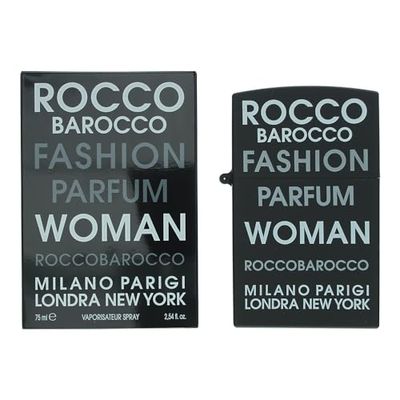 ROCCO
BAROCCO
FASHION
PARFUM
WOMAN
ROCCOBAROCCO
MILANO PARIGI
LONDRA NEW YORK
75 ml e VAPORISATEUR SPRAY 2,54 fl. oz.
ROCCO
BAROCCO
FASHION
PARFUM
WOMAN
ROCCOBAROCCO
MILANO PARIGI
LONDRA NEW YORK